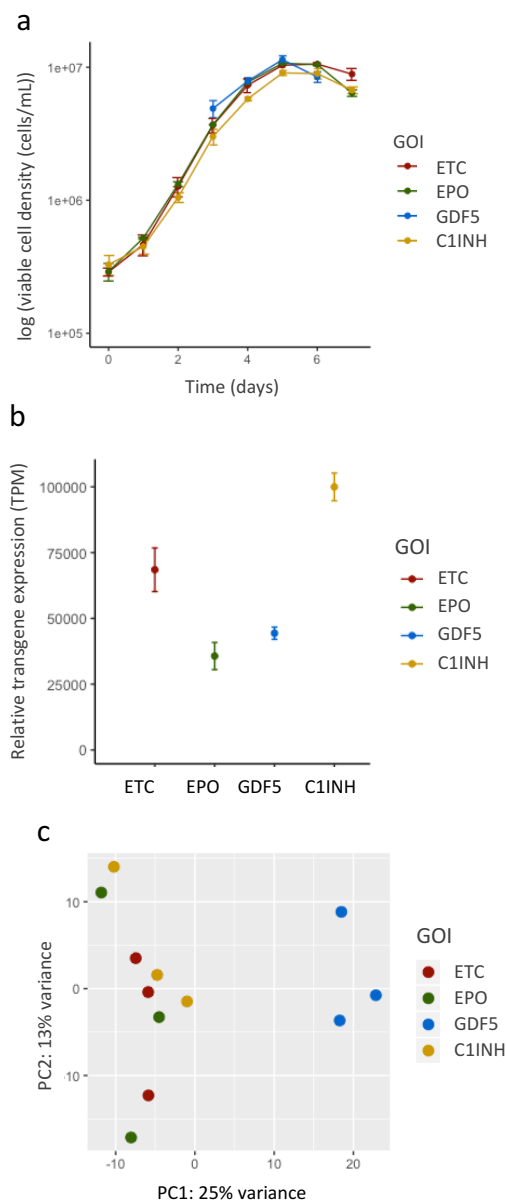 a
log (viable cell density (cells/mL))
1e+07
1e+06
1e+05
0
2
4
6
Time (days)
GOI
ETC
EPO
GDF5
C1INH
b
Relative transgene expression (TPM)
100000
75000
50000
25000
0
ETC
EPO
GDF5
C1INH
GOI
ETC
EPO
GDF5
C1INH
c
PC2: 13% variance
10
0
-10
-10
0
10
20
PC1: 25% variance
GOI
ETC
EPO
GDF5
C1INH